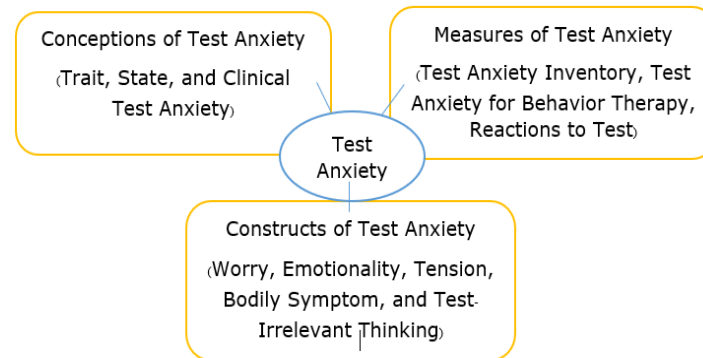 Conceptions of Test Anxiety
(Trait, State, and Clinical
Test Anxiety)
Measures of Test Anxiety
(Test Anxiety Inventory, Test
Anxiety for Behavior Therapy,
Reactions to Test)
Test
Anxiety
Constructs of Test Anxiety
(Worry, Emotionality, Tension,
Bodily Symptom, and Test-
Irrelevant Thinking)